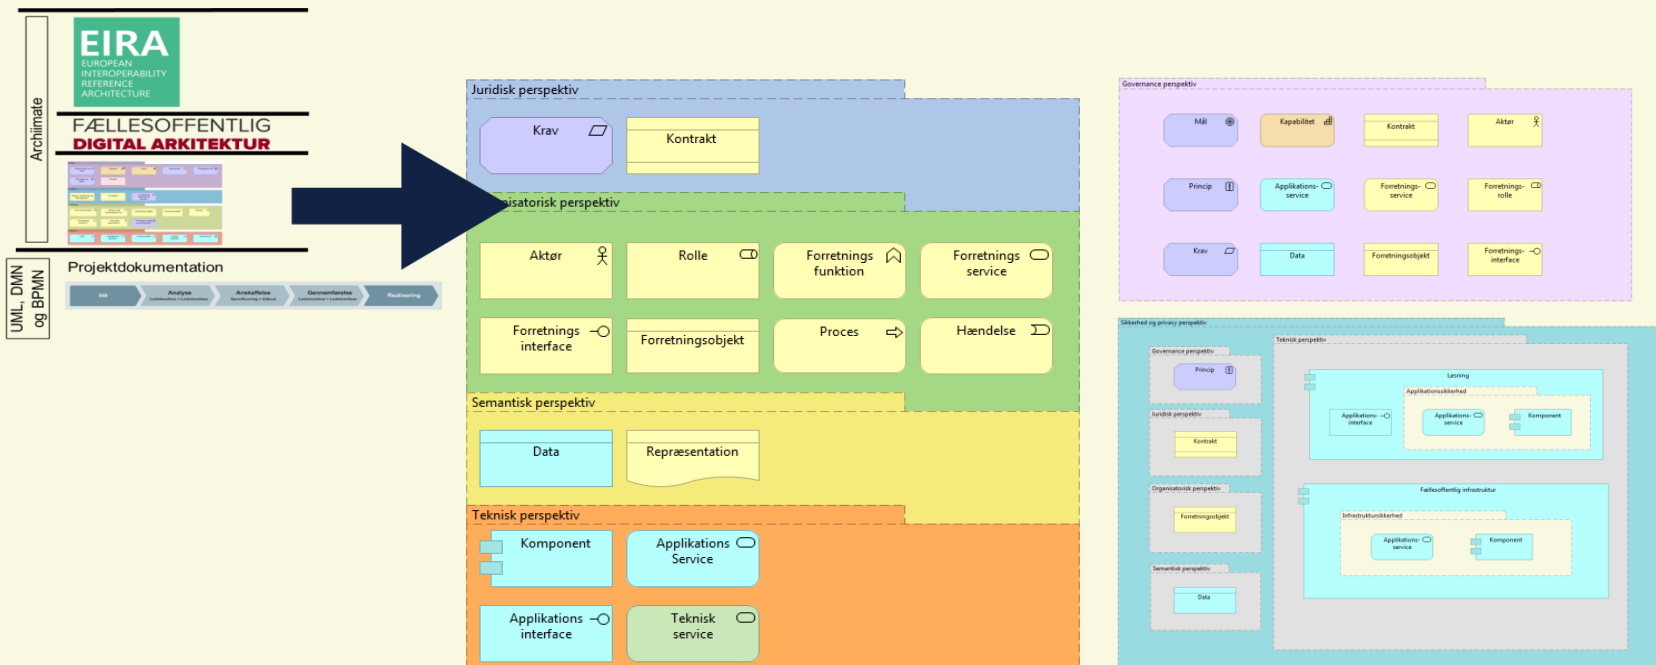 Archiimate
EIRA
EUROPEAN
INTEROPERABILITY
REFERENCE
ARCHITECTURE
FÆLLESOFFENTLIG
DIGITAL ARKITEKTUR
UML, DMN
og BPMN
Projektdokumentation
Idé
Analyse
Anskaffelse
Gennemførelse
Realisering
Juridisk perspektiv
Krav
Kontrakt
nisatorisk perspektiv
Aktør
Rolle
Forretnings
funktion
Forretnings
service
Forretnings
interface
Forretningsobjekt
Proces
Hændelse
Semantisk perspektiv
Data
Repræsentation
Teknisk perspektiv
Komponent
Applikations
Service
Applikations
interface
Teknisk
service
Governance perspektiv
Mål
Kapabilitet
Kontrakt
Aktør
Princip
Applikations-
service
Forretnings-
service
Forretnings-
rolle
Krav
Data
Forretningsobjekt
Forretnings-
interface
Sikkerhed og privacy perspektiv
Governance perspektiv
Princip
Juridisk perspektiv
Kontrakt
Organisatorisk perspektiv
Forretningsobjekt
Semantisk perspektiv
Data
Teknisk perspektiv
Løsning
Applikations-
interface
Applikationssikkerhed
Applikations-
service
Komponent
Fællesoffentlig infrastruktur
Infrastruktursikkerhed
Applikations-
service
Komponent